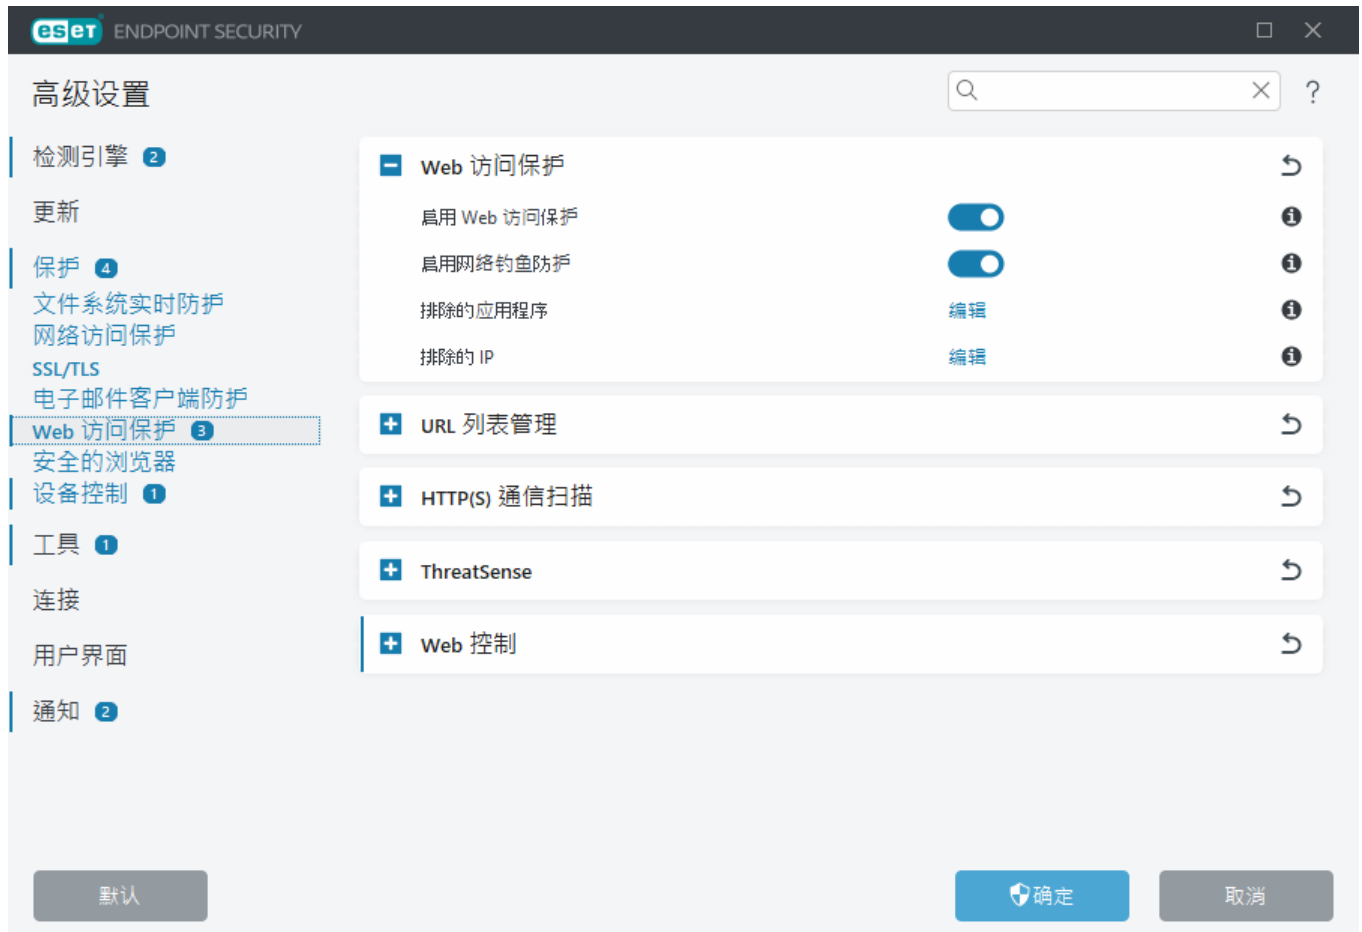 eset ENDPOINT SECURITY
高级设置
?
检测引擎 2
更新
保护 4
文件系统实时防护
网络访问保护
SSL/TLS
电子邮件客户端防护
Web 访问保护 3
安全的浏览器
设备控制 1
工具 1
连接
用户界面
通知 2
Web 访问保护
启用 Web 访问保护
启用网络钓鱼防护
排除的应用程序 编辑
排除的 IP 编辑
URL 列表管理
HTTP(S) 通信扫描
ThreatSense
Web 控制
默认
确定
取消